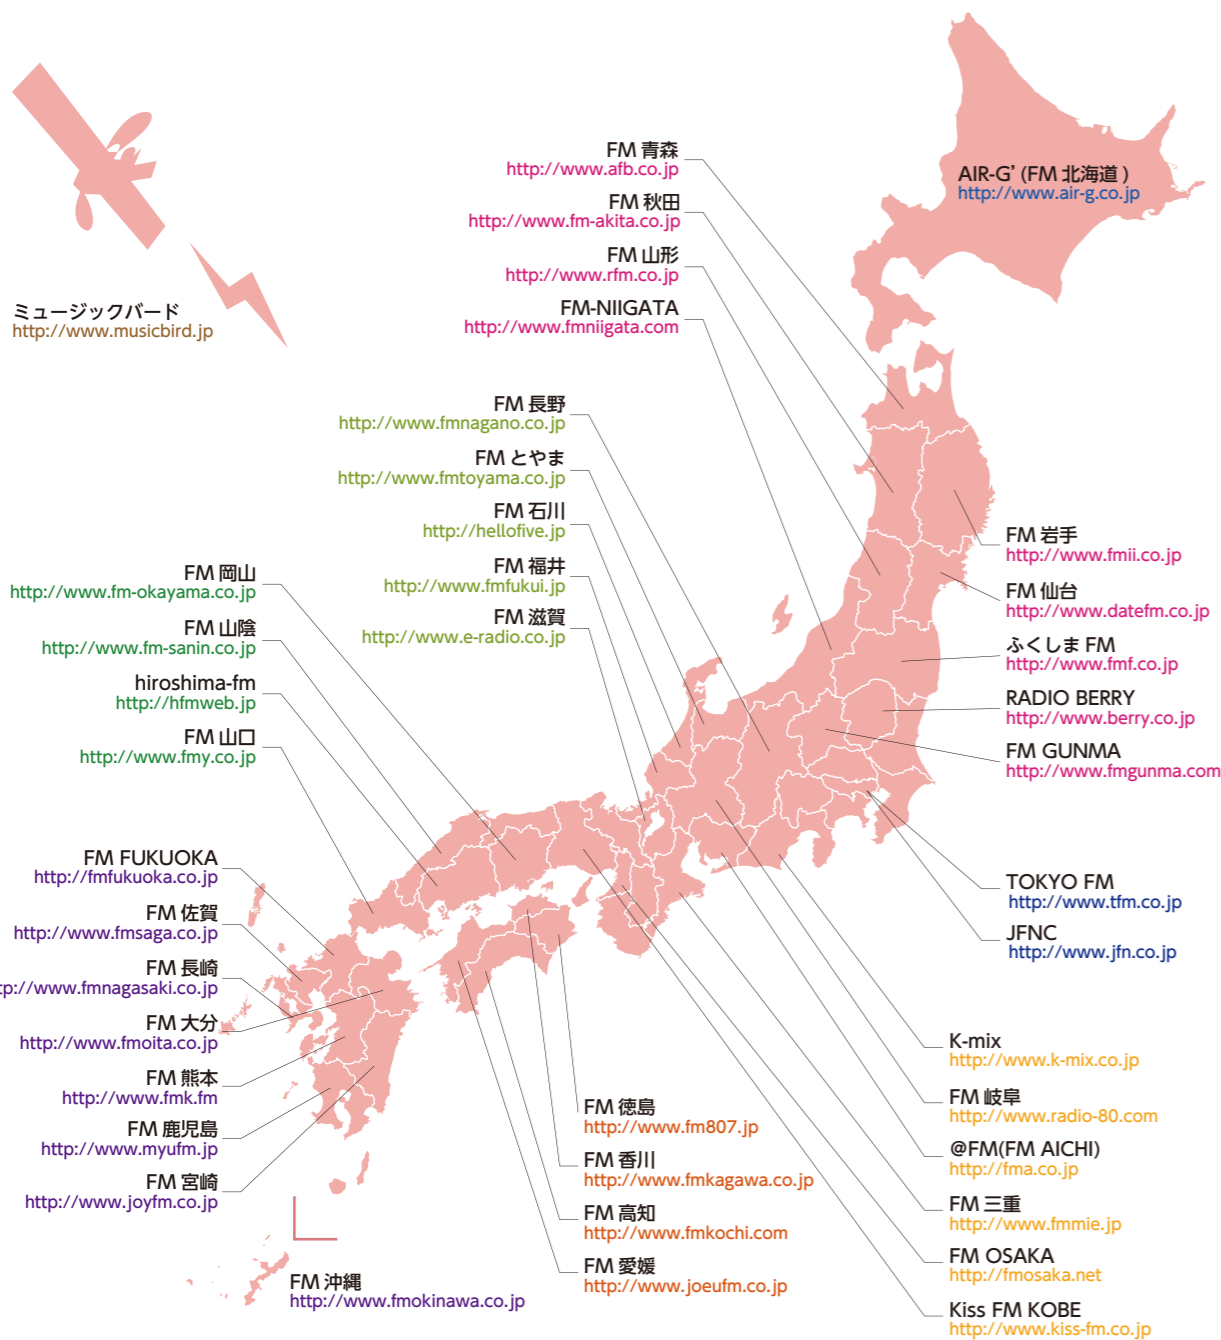 FM 青森
http://www.afb.co.jp
AIR-G' (FM 北海道 )
http://www.air-g.co.jp
FM 秋田
http://www.fm-akita.co.jp
FM 山形
http://www.rfm.co.jp
FM-NIIGATA
http://www.fmniigata.com
ミュージックバード
http://www.musicbird.jp
FM 長野
http://www.fmnagano.co.jp
FM とやま
http://www.fmtoyama.co.jp
FM 石川
http://hellofive.jp
FM 福井
http://www.fmfukui.jp
FM 滋賀
http://www.e-radio.co.jp
FM 岩手
http://www.fmii.co.jp
FM 仙台
http://www.datefm.co.jp
ふくしま FM
http://www.fmf.co.jp
RADIO BERRY
http://www.berry.co.jp
FM GUNMA
http://www.fmgunma.com
FM 岡山
http://www.fm-okayama.co.jp
FM 山陰
http://www.fm-sanin.co.jp
hiroshima-fm
http://hfmweb.jp
FM 山口
http://www.fmy.co.jp
TOKYO FM
http://www.tfm.co.jp
JFNC
http://www.jfn.co.jp
FM FUKUOKA
http://fmfukuoka.co.jp
FM 佐賀
http://www.fmsaga.co.jp
FM 長崎
tp://www.fmnagasaki.co.jp
FM 大分
http://www.fmoita.co.jp
FM 熊本
http://www.fmk.fm
FM 鹿児島
http://www.myufm.jp
FM 宮崎
http://www.joyfm.co.jp
FM 沖縄
http://www.fmokinawa.co.jp
FM 徳島
http://www.fm807.jp
FM 香川
http://www.fmkagawa.co.jp
FM 高知
http://www.fmkochi.com
FM 愛媛
http://www.joeufm.co.jp
K-mix
http://www.k-mix.co.jp
FM 岐阜
http://www.radio-80.com
@FM(FM AICHI)
http://fma.co.jp
FM 三重
http://www.fmmie.jp
FM OSAKA
http://fmosaka.net
Kiss FM KOBE
http://www.kiss-fm.co.jp